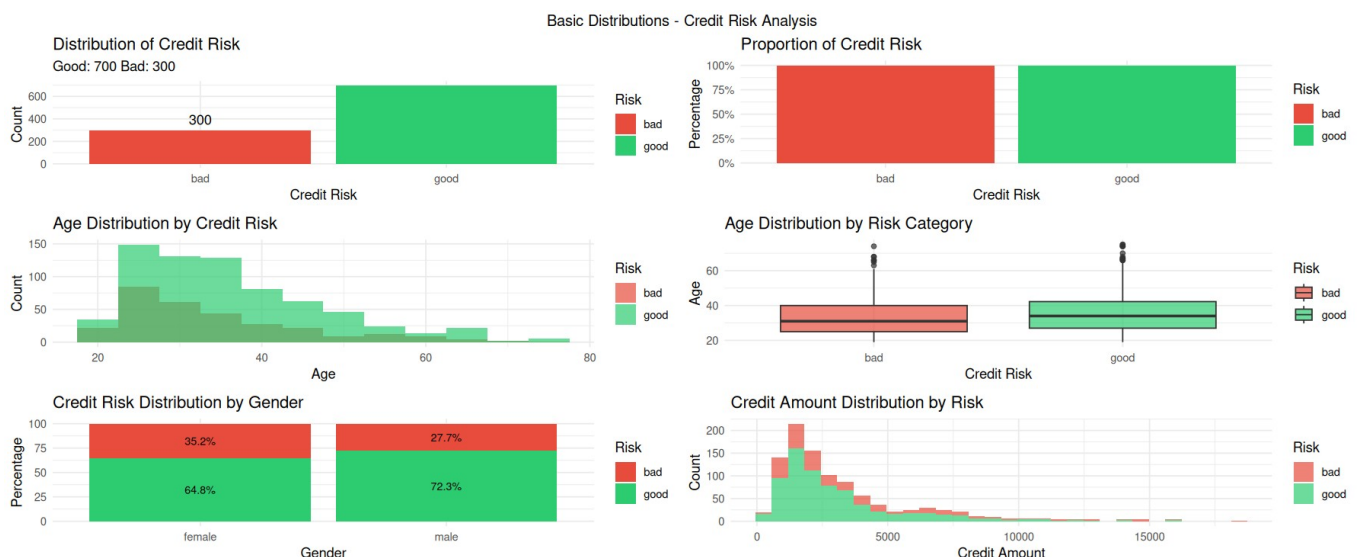 Basic Distributions - Credit Risk Analysis
Distribution of Credit Risk
Good: 700 Bad: 300
Count
600
400
200
0
300
bad
good
Credit Risk
Risk
bad
good
Proportion of Credit Risk
Percentage
100%
75%
50%
25%
0%
bad
good
Credit Risk
Risk
bad
good
Age Distribution by Credit Risk
Count
150
100
50
0
20
40
60
80
Age
Risk
bad
good
Age Distribution by Risk Category
Age
60
40
20
bad
good
Credit Risk
Risk
bad
good
Credit Risk Distribution by Gender
Percentage
100
75
50
25
0
35.2%
27.7%
64.8%
72.3%
female
male
Gender
Risk
bad
good
Credit Amount Distribution by Risk
Count
200
150
100
50
0
0
5000
10000
15000
Credit Amount
Risk
bad
good